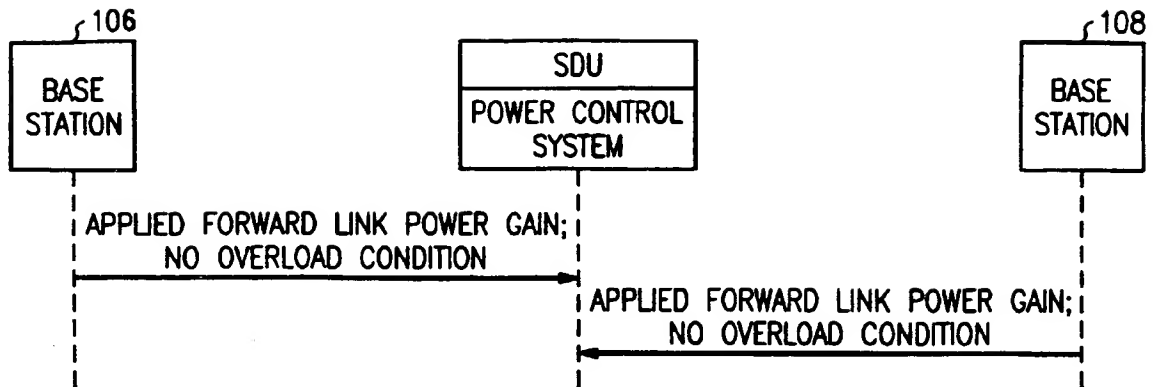 106
BASE
STATION
SDU
POWER CONTROL
SYSTEM
108
BASE
STATION
APPLIED FORWARD LINK POWER GAIN;
NO OVERLOAD CONDITION
APPLIED FORWARD LINK POWER GAIN;
NO OVERLOAD CONDITION